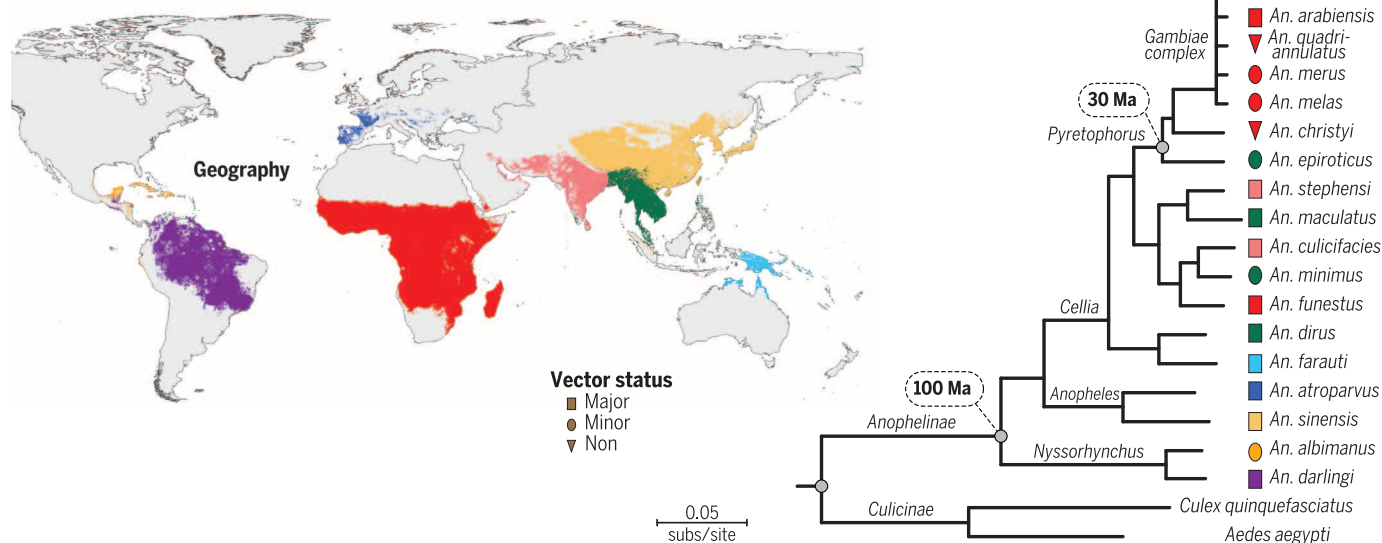 Geography
Vector status
Major
Minor
Non
0.05
subs/site
Gambiae
complex
30 Ma
Pyretophorus
Cellia
100 Ma
Anopheles
Anophelinae
Nyssorhynchus
Culicinae
An. arabiensis
An. quadri-
annulatus
An. merus
An. melas
An. christyi
An. epiroticus
An. stephensi
An. maculatus
An. culicifacies
An. minimus
An. funestus
An. dirus
An. farauti
An. atroparvus
An. sinensis
An. albimanus
An. darlingi
Culex quinquefasciatus
Aedes aegypti